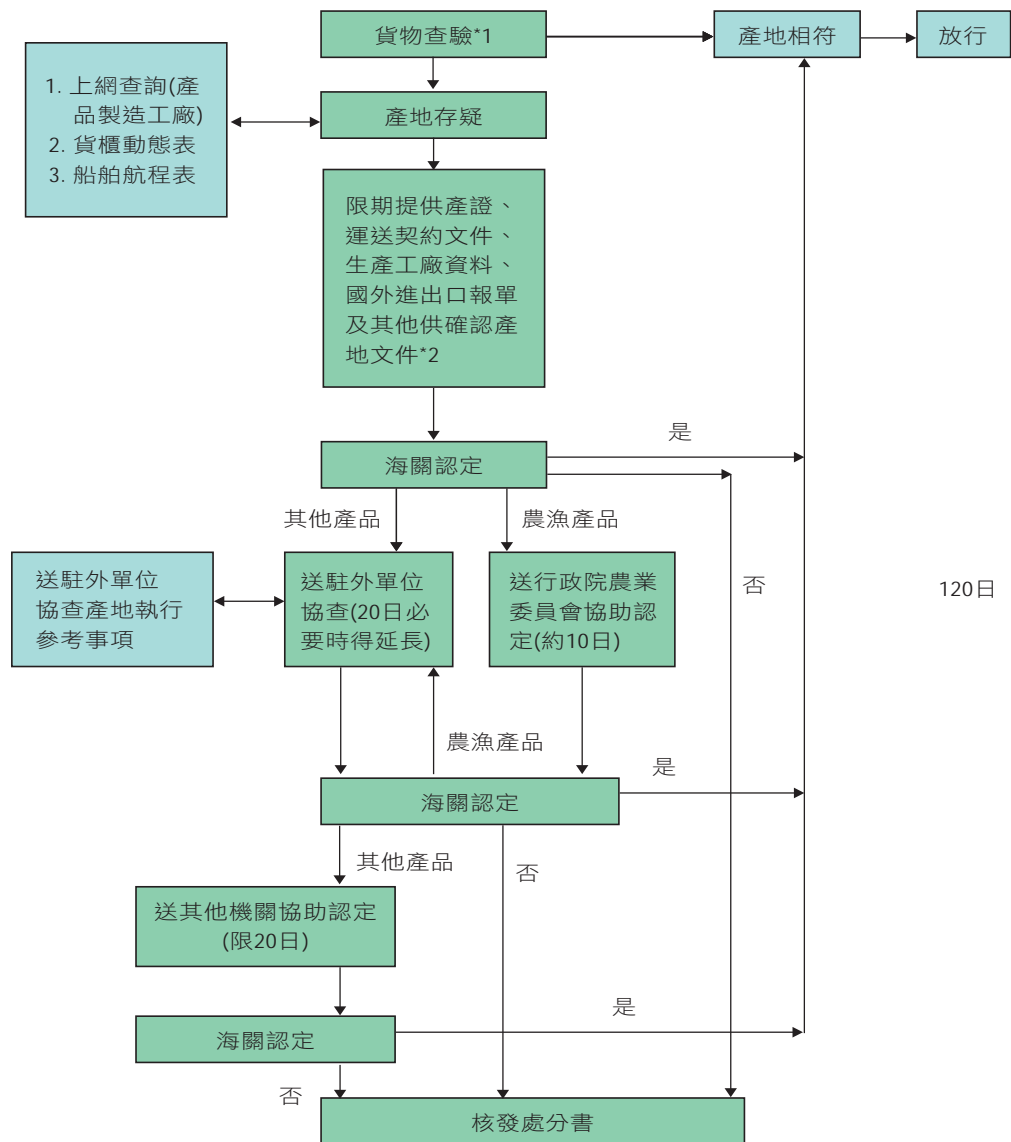 貨物查驗*1
產地相符
放行
1. 上網查詢(產
品製造工廠)
2. 貨櫃動態表
3. 船舶航程表
產地存疑
限期提供產證、
運送契約文件、
生產工廠資料、
國外進出口報單
及其他供確認產
地文件*2
海關認定
是
其他產品
農漁產品
送駐外單位
協查產地執行
參考事項
送駐外單位
協查(20日必
要時得延長)
送行政院農業
委員會協助認
定(約10日)
否
120日
農漁產品
是
海關認定
其他產品
否
送其他機關協助認定
(限20日)
是
海關認定
否
核發處分書